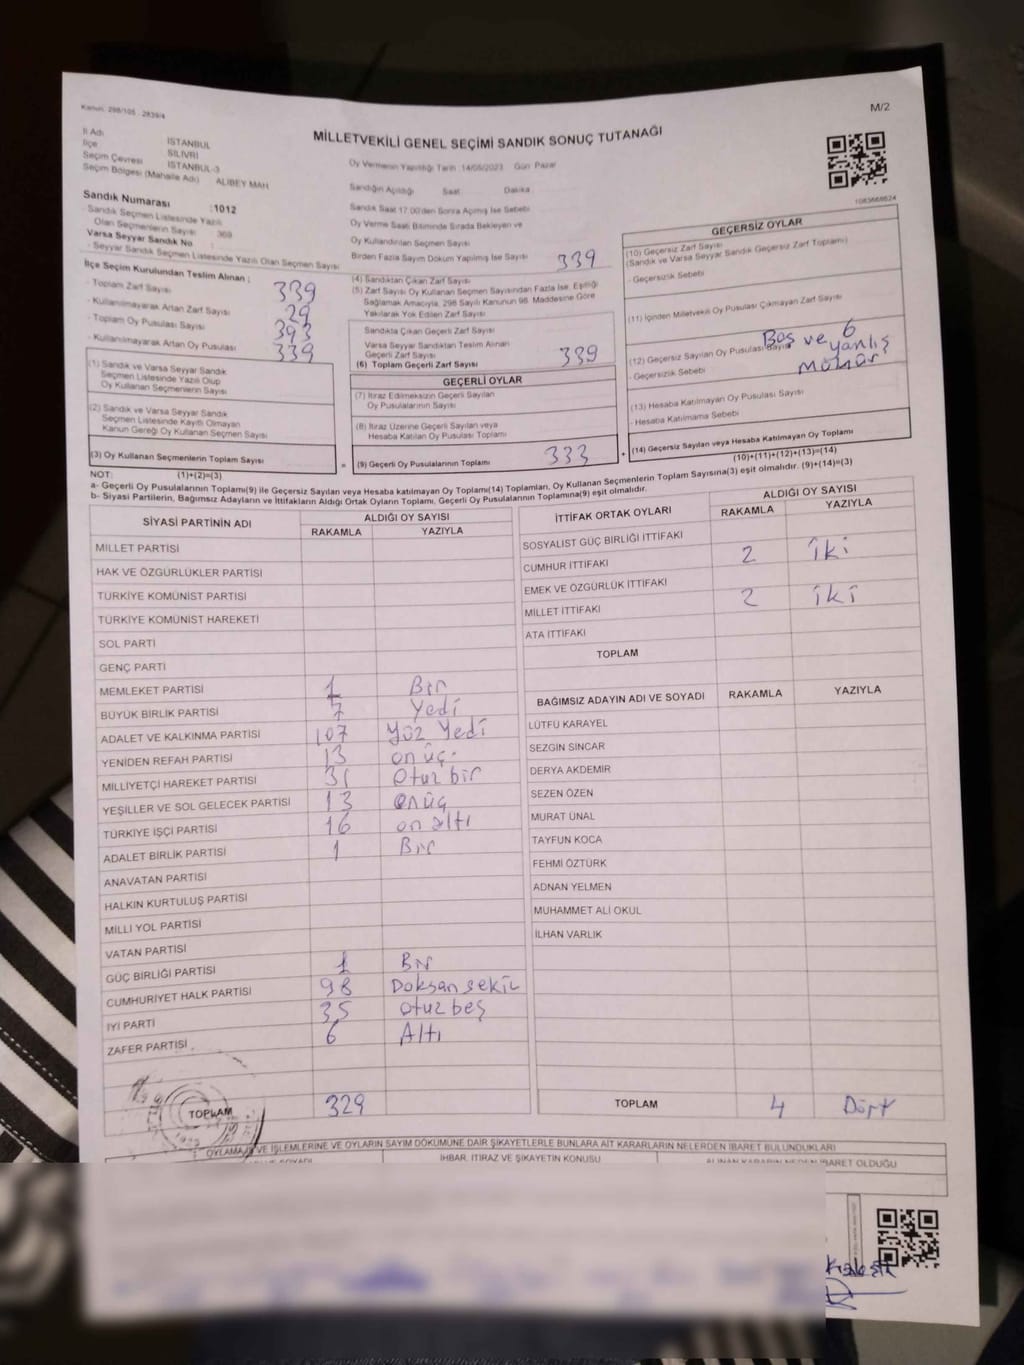 Kanun: 298/105 . 2839/4
M/2
MİLLETVEKİLİ GENEL SEÇİMİ SANDIK SONUÇ TUTANAĞI
İl Adı İSTANBUL
İlçe SİLİVRİ
Seçim Çevresi İSTANBUL-3
Seçim Bölgesi (Mahalle Adı) ALİBEY MAH
Sandık Numarası :1012
- Sandık Seçmen Listesinde Yazılı
Olan Seçmenlerin Sayısı : 369
Varsa Seyyar Sandık No
- Seyyar Sandık Seçmen Listesinde Yazılı Olan Seçmen Sayısı
Oy Vermenin Yapıldığı Tarih :14/05/2023 Gün: Pazar
Sandığın Açıldığı Saat Dakika
Sandık Saat 17.00'den Sonra Açılmış İse Sebebi
Oy Verme Saati Bitiminde Sırada Bekleyen ve
Oy Kullandırılan Seçmen Sayısı
Birden Fazla Sayım Döküm Yapılmış İse Sayısı
1083668624
İlçe Seçim Kurulundan Teslim Alınan :
- Toplam Zarf Sayısı 339
- Kullanılmayarak Artan Zarf Sayısı 29
- Toplam Oy Pusulası Sayısı 393
- Kullanılmayarak Artan Oy Pusulası 339
(1) Sandık ve Varsa Seyyar Sandık
Seçmen Listesinde Yazılı Olup
Oy Kullanan Seçmenlerin Sayısı
(2) Sandık ve Varsa Seyyar Sandık
Seçmen Listesinde Kayıtlı Olmayan
Kanun Gereği Oy Kullanan Seçmen Sayısı
(3) Oy Kullanan Seçmenlerin Toplam Sayısı
(4) Sandıktan Çıkan Zarf Sayısı 339
(5) Zarf Sayısı Oy Kullanan Seçmen Sayısından Fazla İse, Eşitliği
Sağlamak Amacıyla, 298 Sayılı Kanunun 98. Maddesine Göre
Yakılarak Yok Edilen Zarf Sayısı
Sandıkta Çıkan Geçerli Zarf Sayısı
Varsa Seyyar Sandıktan Teslim Alınan
Geçerli Zarf Sayısı
(6) Toplam Geçerli Zarf Sayısı 339
GEÇERLİ OYLAR
(7) İtiraz Edilmeksizin Geçerli Sayılan
Oy Pusulalarının Sayısı
(8) İtiraz Üzerine Geçerli Sayılan veya
Hesaba Katılan Oy Pusulası Toplamı
= (9) Geçerli Oy Pusulalarının Toplamı 333 +
GEÇERSİZ OYLAR
(10) Geçersiz Zarf Sayısı
(Sandık ve Varsa Seyyar Sandık Geçersiz Zarf Toplamı)
- Geçersizlik Sebebi
(11) İçinden Milletvekili Oy Pusulası Çıkmayan Zarf Sayısı
(12) Geçersiz Sayılan Oy Pusulası Sayısı 6
- Geçersizlik Sebebi Boş ve yanlış
mühür
(13) Hesaba Katılmayan Oy Pusulası Sayısı
- Hesaba Katılmama Sebebi
(14) Geçersiz Sayılan veya Hesaba Katılmayan Oy Toplamı
(10)+(11)+(12)+(13)=(14)
NOT: (1)+(2)=(3)
a- Geçerli Oy Pusulalarının Toplamı(9) ile Geçersiz Sayılan veya Hesaba katılmayan Oy Toplamı(14) Toplamları, Oy Kullanan Seçmenlerin Toplam Sayısına(3) eşit olmalıdır. (9)+(14)=(3)
b- Siyasi Partilerin, Bağımsız Adayların ve İttifakların Aldığı Ortak Oyların Toplamı, Geçerli Oy Pusulalarının Toplamına(9) eşit olmalıdır.
SİYASİ PARTİNİN ADI ALDIĞI OY SAYISI
RAKAMLA YAZIYLA
MİLLET PARTİSİ
HAK VE ÖZGÜRLÜKLER PARTİSİ
TÜRKİYE KOMÜNİST PARTİSİ
TÜRKİYE KOMÜNİST HAREKETİ
SOL PARTİ
GENÇ PARTİ
MEMLEKET PARTİSİ 1 Bir
BÜYÜK BİRLİK PARTİSİ 7 Yedi
ADALET VE KALKINMA PARTİSİ 107 Yüz Yedi
YENİDEN REFAH PARTİSİ 13 on üç
MİLLİYETÇİ HAREKET PARTİSİ 31 Otuz bir
YEŞİLLER VE SOL GELECEK PARTİSİ 13 onüç
TÜRKİYE İŞÇİ PARTİSİ 16 on altı
ADALET BİRLİK PARTİSİ 1 Bir
ANAVATAN PARTİSİ
HALKIN KURTULUŞ PARTİSİ
MİLLİ YOL PARTİSİ
VATAN PARTİSİ
GÜÇ BİRLİĞİ PARTİSİ 1 Bir
CUMHURİYET HALK PARTİSİ 98 Doksan sekiz
İYİ PARTİ 35 otuz beş
ZAFER PARTİSİ 6 Altı
TOPLAM 329
İTTİFAK ORTAK OYLARI ALDIĞI OY SAYISI
RAKAMLA YAZIYLA
SOSYALİST GÜÇ BİRLİĞİ İTTİFAKI
CUMHUR İTTİFAKI 2 iki
EMEK VE ÖZGÜRLÜK İTTİFAKI
MİLLET İTTİFAKI 2 iki
ATA İTTİFAKI
TOPLAM
BAĞIMSIZ ADAYIN ADI VE SOYADI RAKAMLA YAZIYLA
LÜTFÜ KARAYEL
SEZGİN SİNCAR
DERYA AKDEMİR
SEZEN ÖZEN
MURAT ÜNAL
TAYFUN KOCA
FEHMİ ÖZTÜRK
ADNAN YELMEN
MUHAMMET ALİ OKUL
İLHAN VARLIK
TOPLAM 4 Dört
OYLAMA İŞ VE İŞLEMLERİNE VE OYLARIN SAYIM DÖKÜMÜNE DAİR ŞİKAYETLERLE BUNLARA AİT KARARLARIN NELERDEN İBARET BULUNDUKLARI
İHBAR, İTİRAZ VE ŞİKAYETİN KONUSU
ALINAN KARARIN NEDEN İBARET OLDUĞU